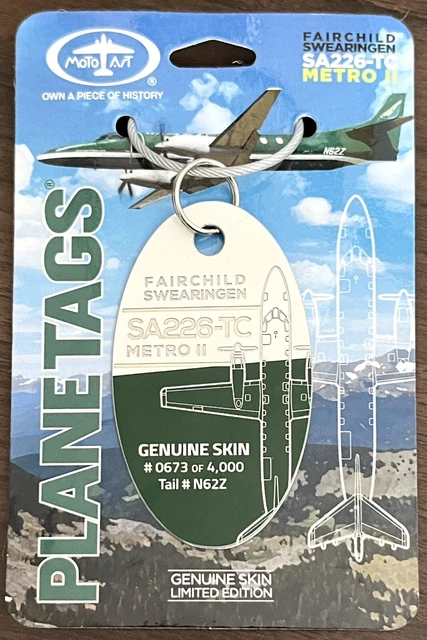 MotoArt
®
OWN A PIECE OF HISTORY
FAIRCHILD
SWEARINGEN
SA226-TC
METRO II
N62Z
PLANETAGS®
FAIRCHILD
SWEARINGEN
SA226-TC
METRO II
GENUINE SKIN
# 0673 OF 4,000
Tail # N62Z
GENUINE SKIN
LIMITED EDITION